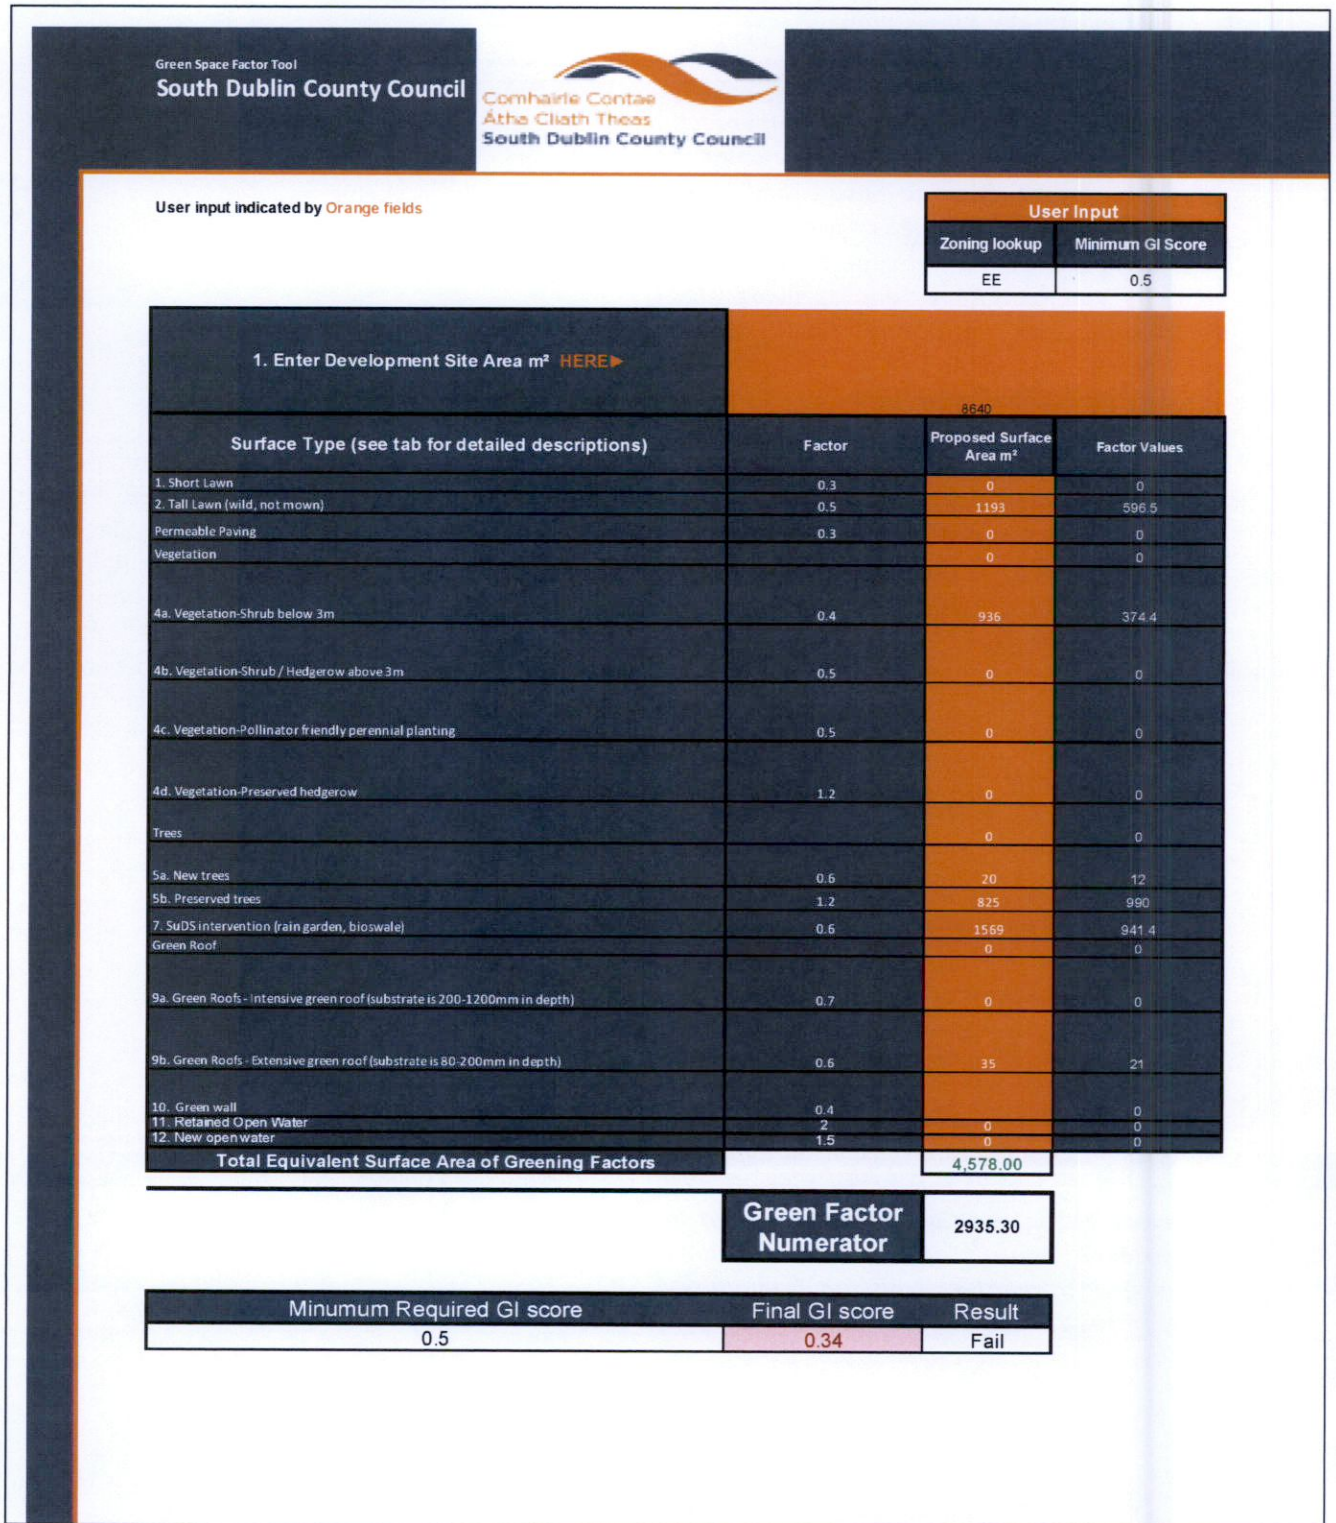 Green Space Factor Tool
South Dublin County Council
Comhairle Contae
Átha Cliath Theas
South Dublin County Council
User input indicated by Orange fields
User Input
Zoning lookup Minimum GI Score
EE 0.5
1. Enter Development Site Area m² HERE►
8640
Surface Type (see tab for detailed descriptions) Factor Proposed Surface Area m² Factor Values
1. Short Lawn 0.3 0 0
2. Tall Lawn (wild, not mown) 0.5 1193 596.5
Permeable Paving 0.3 0 0
Vegetation 0 0
4a. Vegetation-Shrub below 3m 0.4 936 374.4
4b. Vegetation-Shrub / Hedgerow above 3m 0.5 0 0
4c. Vegetation-Pollinator friendly perennial planting 0.5 0 0
4d. Vegetation-Preserved hedgerow 1.2 0 0
Trees 0 0
5a. New trees 0.6 20 12
5b. Preserved trees 1.2 825 990
7. SuDS intervention (rain garden, bioswale) 0.6 1569 941.4
Green Roof 0 0
9a. Green Roofs - Intensive green roof (substrate is 200-1200mm in depth) 0.7 0 0
9b. Green Roofs - Extensive green roof (substrate is 80-200mm in depth) 0.6 35 21
10. Green wall 0.4 0
11. Retained Open Water 2 0 0
12. New open water 1.5 0 0
Total Equivalent Surface Area of Greening Factors 4,578.00
Green Factor
Numerator 2935.30
Minumum Required GI score Final GI score Result
0.5 0.34 Fail